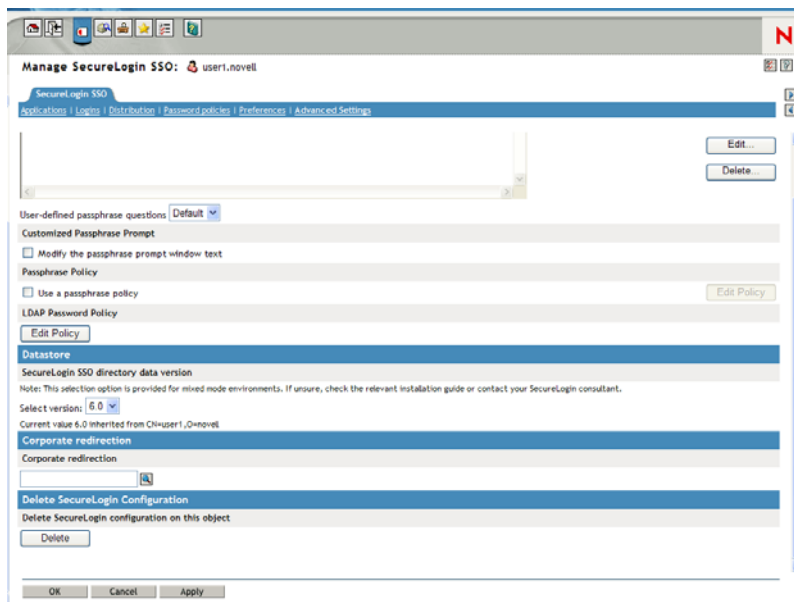 N
Manage SecureLogin SSO: user1.novell
SecureLogin SSO
Applications | Logins | Distribution | Password policies | Preferences | Advanced Settings
Edit...
Delete...
User-defined passphrase questions Default
Customized Passphrase Prompt
Modify the passphrase prompt window text
Passphrase Policy
Use a passphrase policy Edit Policy
LDAP Password Policy
Edit Policy
Datastore
SecureLogin SSO directory data version
Note: This selection option is provided for mixed mode environments. If unsure, check the relevant installation guide or contact your SecureLogin consultant.
Select version: 6.0
Current value 6.0 inherited from CN=user1,O=novell
Corporate redirection
Corporate redirection
Delete SecureLogin Configuration
Delete SecureLogin configuration on this object
Delete
OK Cancel Apply